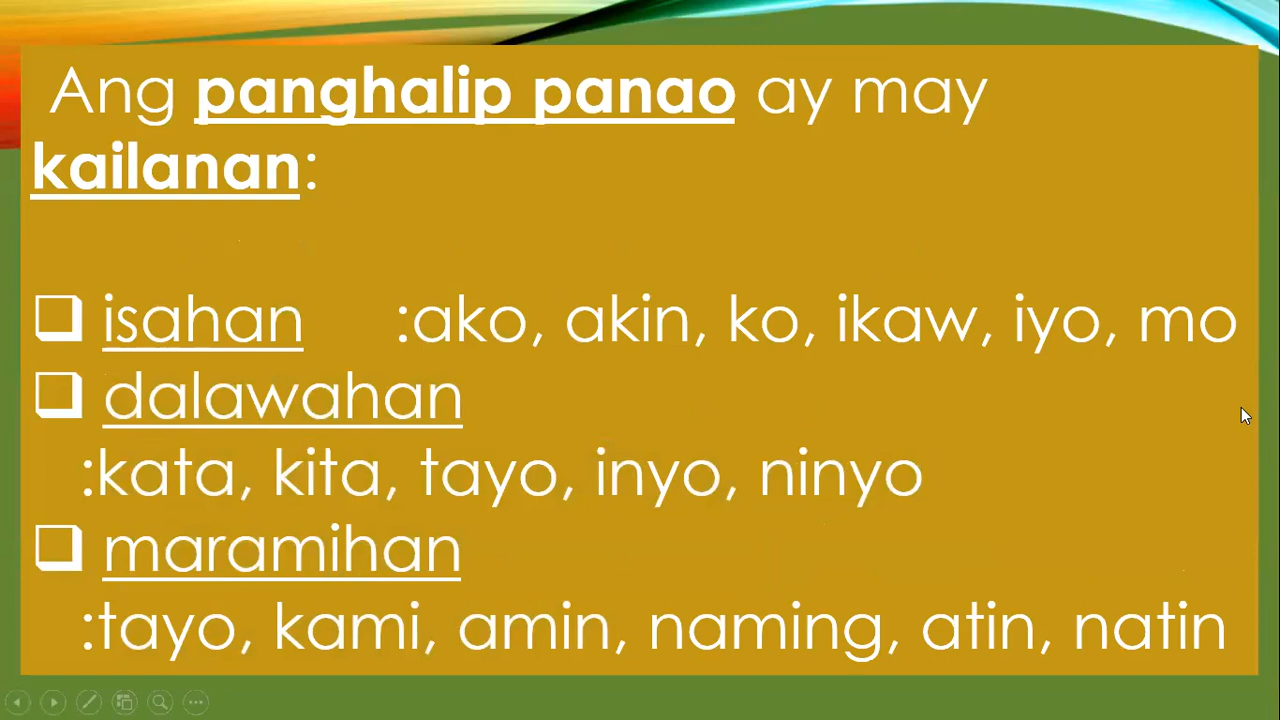 Ang panghalip panao ay may
kailanan:
isahan :ako, akin, ko, ikaw, iyo, mo
dalawahan
:kata, kita, tayo, inyo, ninyo
maramihan
:tayo, kami, amin, naming, atin, natin